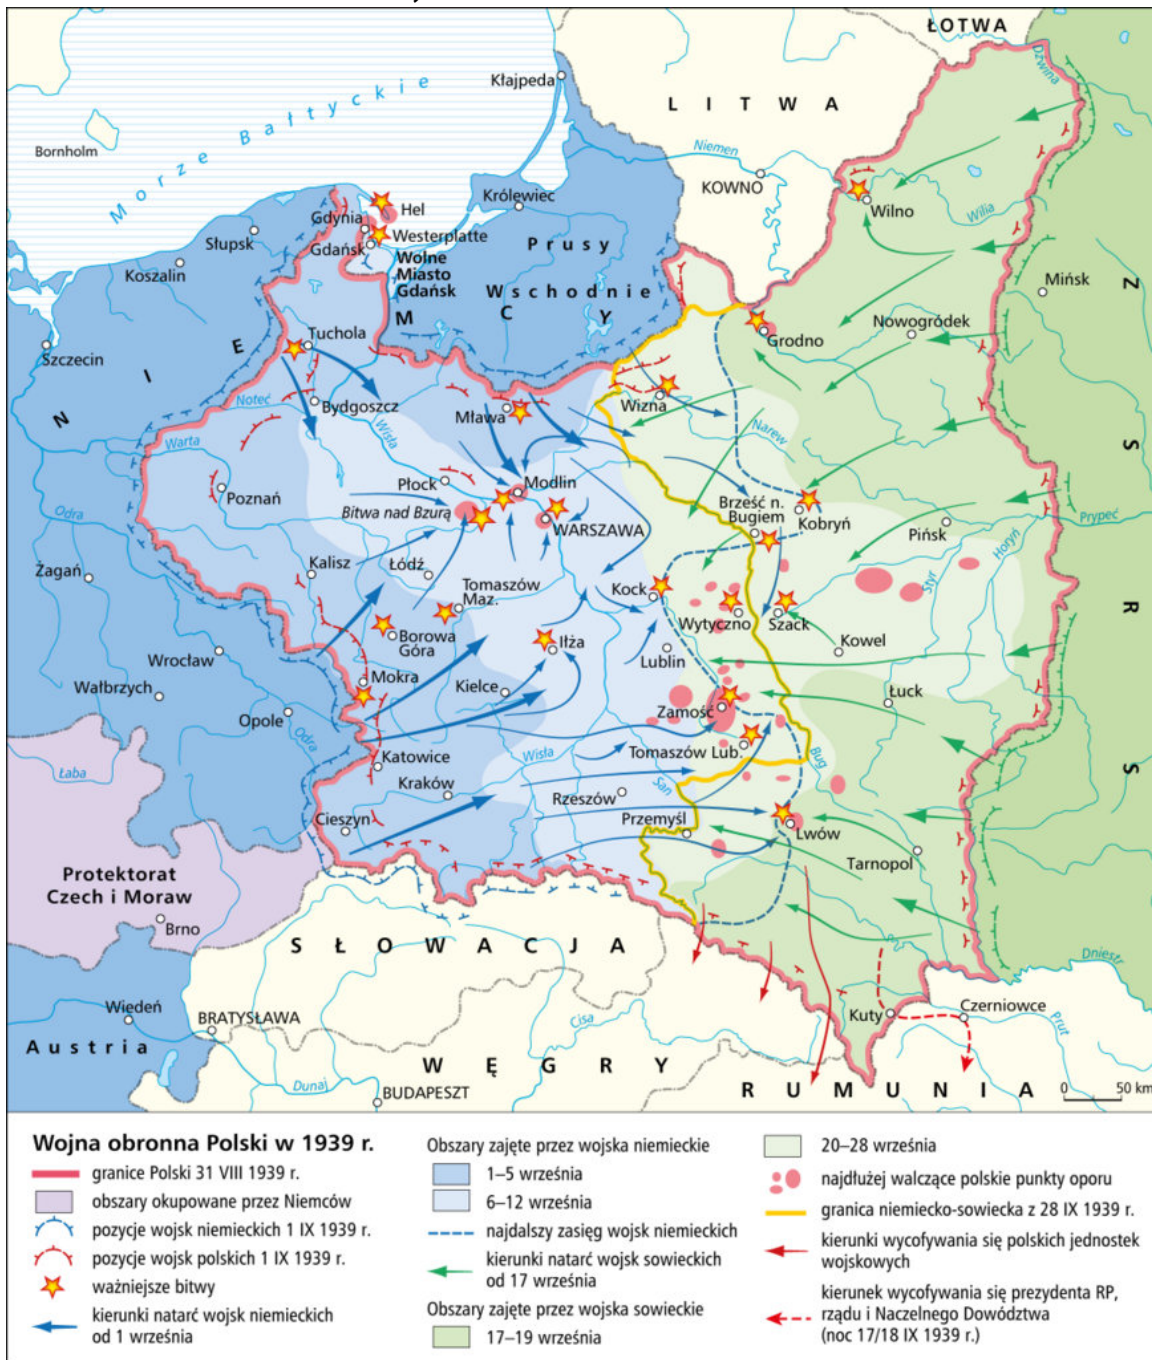 ŁOTWA
Dźwina
Kłajpeda
LITWA
Morze Bałtyckie
Bornholm
Niemen
KOWNO
Wilno
Wilia
Królewiec
Hel
Gdynia
Westerplatte
Gdańsk
Wolne
Miasto
Gdańsk
Słupsk
Koszalin
Prusy
Wschodnie
NIEMCY
Mińsk
ZSRS
Szczecin
Tuchola
Grodno
Nowogródek
Noteć
Bydgoszcz
Mława
Wizna
Wisła
Narew
Warta
Płock
Modlin
Poznań
Bitwa nad Bzurą
WARSZAWA
Brześć n.
Bugiem
Kobryń
Pińsk
Prypeć
Odra
Horyń
Styr
Żagań
Kalisz
Łódź
Tomaszów
Maz.
Kock
Wytyczno
Szack
Borowa
Góra
Iłża
Kowel
Wrocław
Lublin
Wałbrzych
Mokra
Kielce
Łuck
Opole
Zamość
Odra
Łaba
Katowice
Wisła
Tomaszów Lub.
Bug
Kraków
San
Rzeszów
Cieszyn
Przemyśl
Lwów
Tarnopol
Protektorat
Czech i Moraw
Brno
SŁOWACJA
Dniestr
Wiedeń
BRATYSŁAWA
Kuty
Czerniowce
Cisa
Prut
Austria
WĘGRY
Dunaj
BUDAPESZT
RUMUNIA
0 50 km
Wojna obronna Polski w 1939 r.
granice Polski 31 VIII 1939 r.
obszary okupowane przez Niemców
pozycje wojsk niemieckich 1 IX 1939 r.
pozycje wojsk polskich 1 IX 1939 r.
ważniejsze bitwy
kierunki natarć wojsk niemieckich
od 1 września
Obszary zajęte przez wojska niemieckie
1–5 września
6–12 września
najdalszy zasięg wojsk niemieckich
kierunki natarć wojsk sowieckich
od 17 września
Obszary zajęte przez wojska sowieckie
17–19 września
20–28 września
najdłużej walczące polskie punkty oporu
granica niemiecko-sowiecka z 28 IX 1939 r.
kierunki wycofywania się polskich jednostek
wojskowych
kierunek wycofywania się prezydenta RP,
rządu i Naczelnego Dowództwa
(noc 17/18 IX 1939 r.)